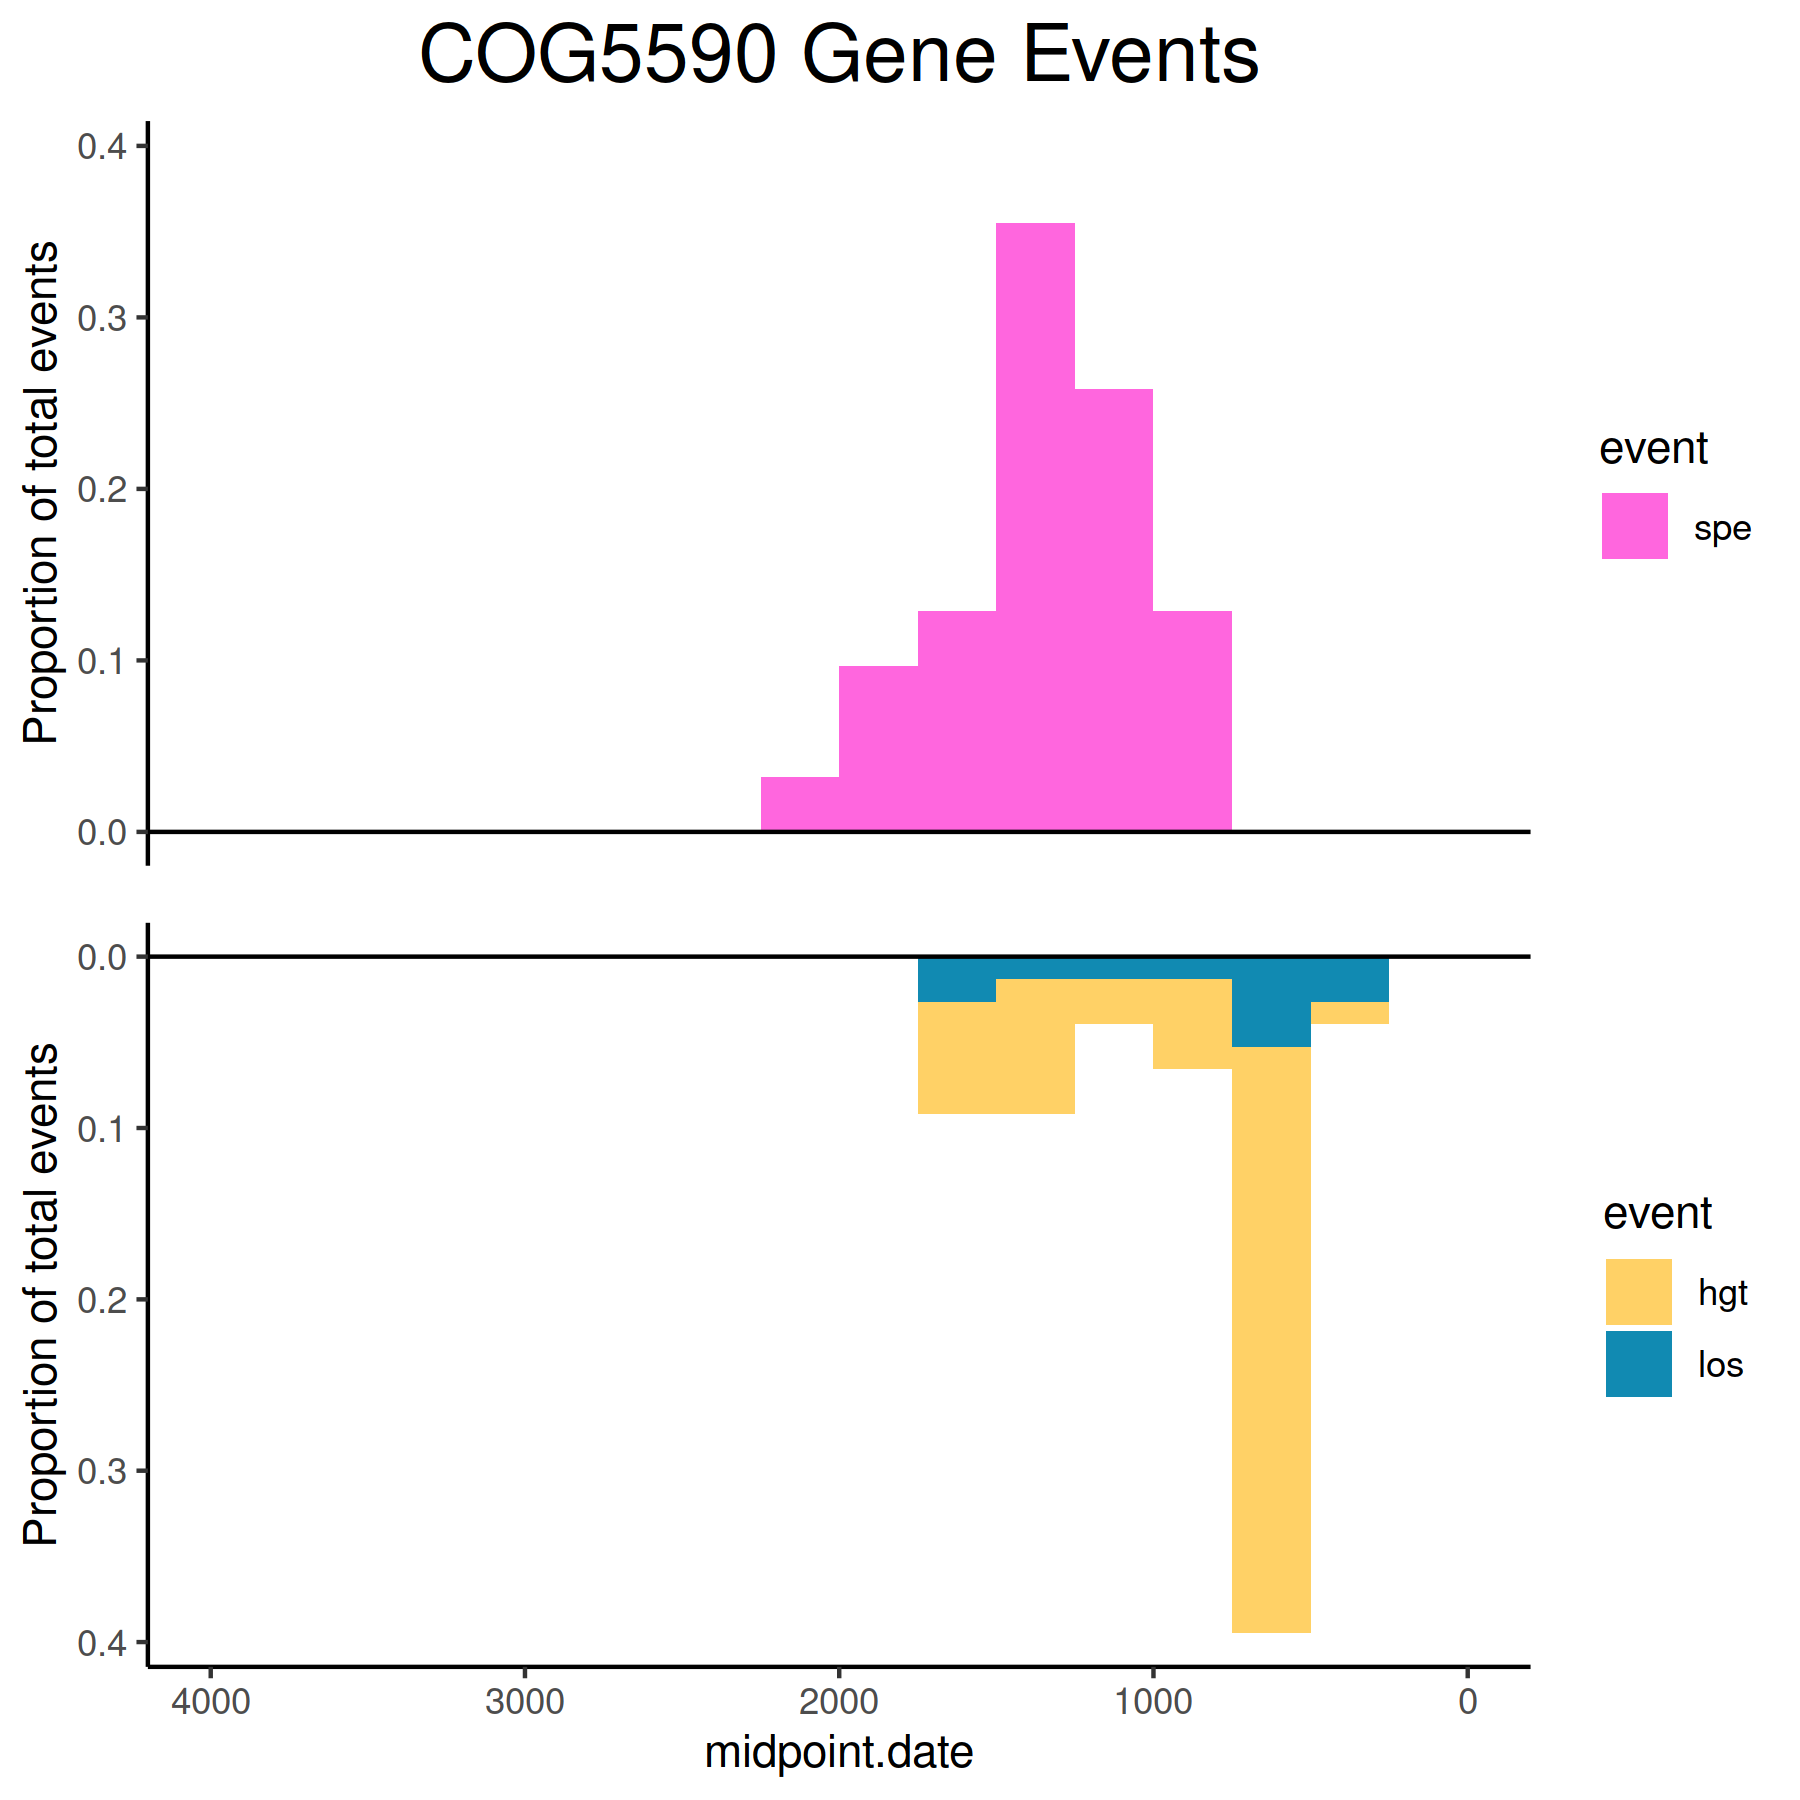 COG5590 Gene Events
Proportion of total events
0.4
0.3
0.2
0.1
0.0
event
spe
Proportion of total events
0.0
0.1
0.2
0.3
0.4
event
hgt
los
4000 3000 2000 1000 0
midpoint.date